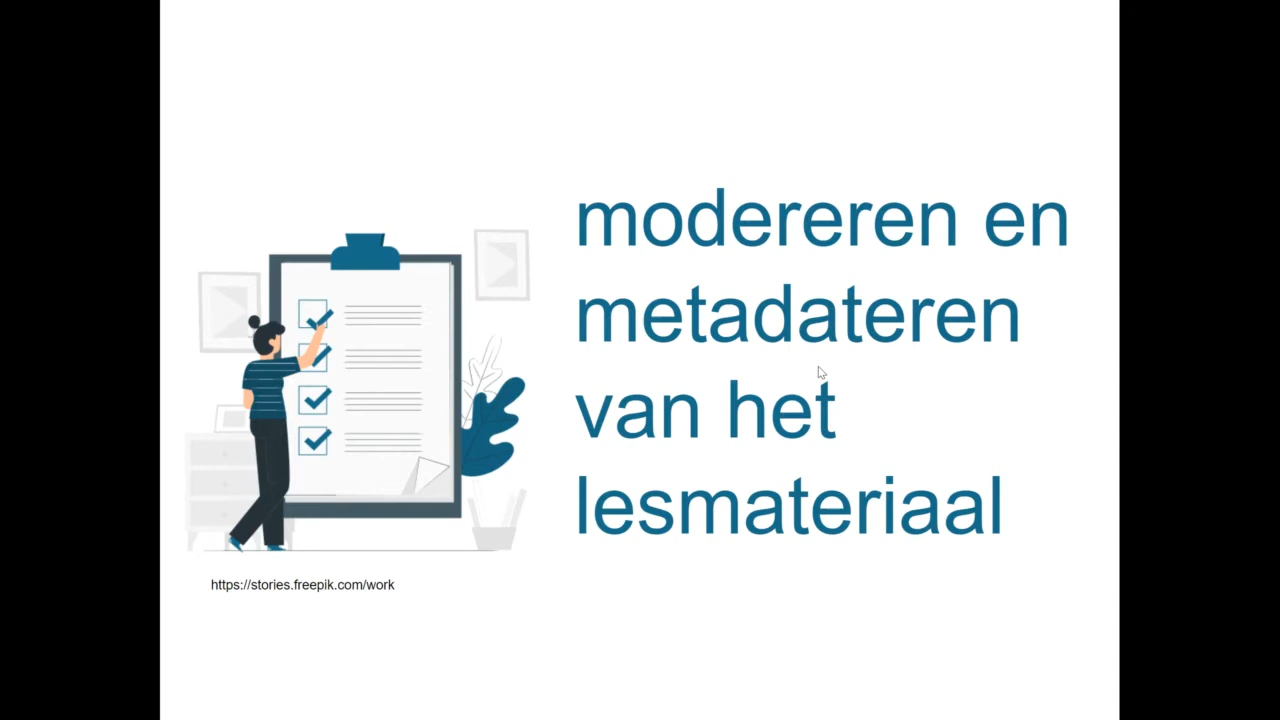 modereren en
metadateren
van het
lesmateriaal
https://stories.freepik.com/work